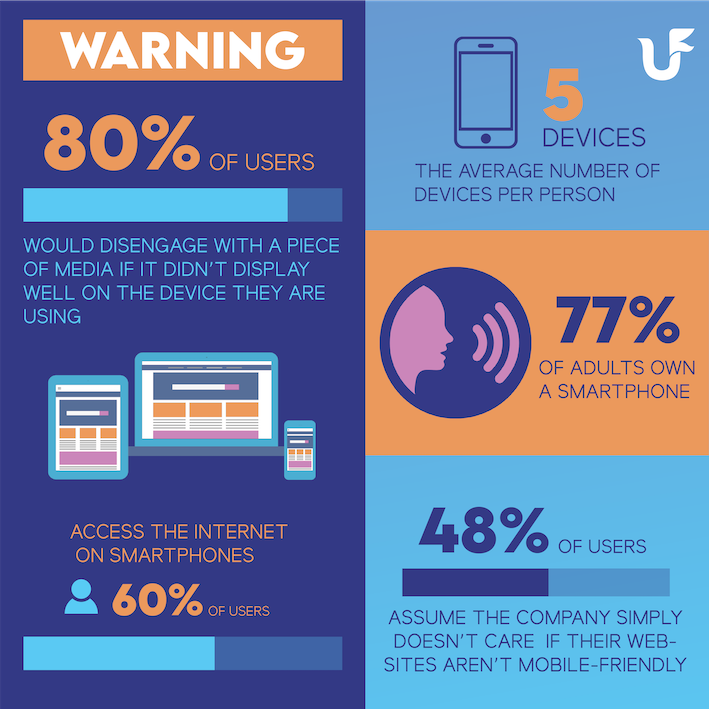 WARNING
80% OF USERS
WOULD DISENGAGE WITH A PIECE
OF MEDIA IF IT DIDN'T DISPLAY
WELL ON THE DEVICE THEY ARE
USING
ACCESS THE INTERNET
ON SMARTPHONES
60% OF USERS
5
DEVICES
THE AVERAGE NUMBER OF
DEVICES PER PERSON
77%
OF ADULTS OWN
A SMARTPHONE
48% OF USERS
ASSUME THE COMPANY SIMPLY
DOESN'T CARE IF THEIR WEB-
SITES AREN'T MOBILE-FRIENDLY